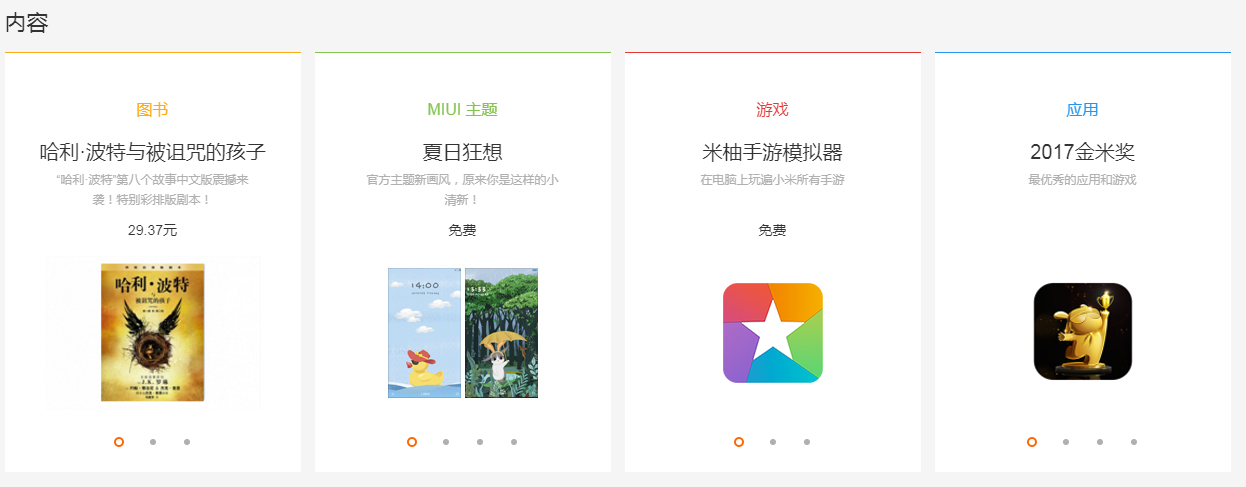 内容
图书
哈利·波特与被诅咒的孩子
“哈利·波特”第八个故事中文版震撼来
袭！特别彩排版剧本！
29.37元
哈利·波特
被诅咒的孩子
J.K.罗琳
MIUI 主题
夏日狂想
官方主题新画风，原来你是这样的小
清新！
免费
14:00
游戏
米柚手游模拟器
在电脑上玩遍小米所有手游
免费
应用
2017金米奖
最优秀的应用和游戏